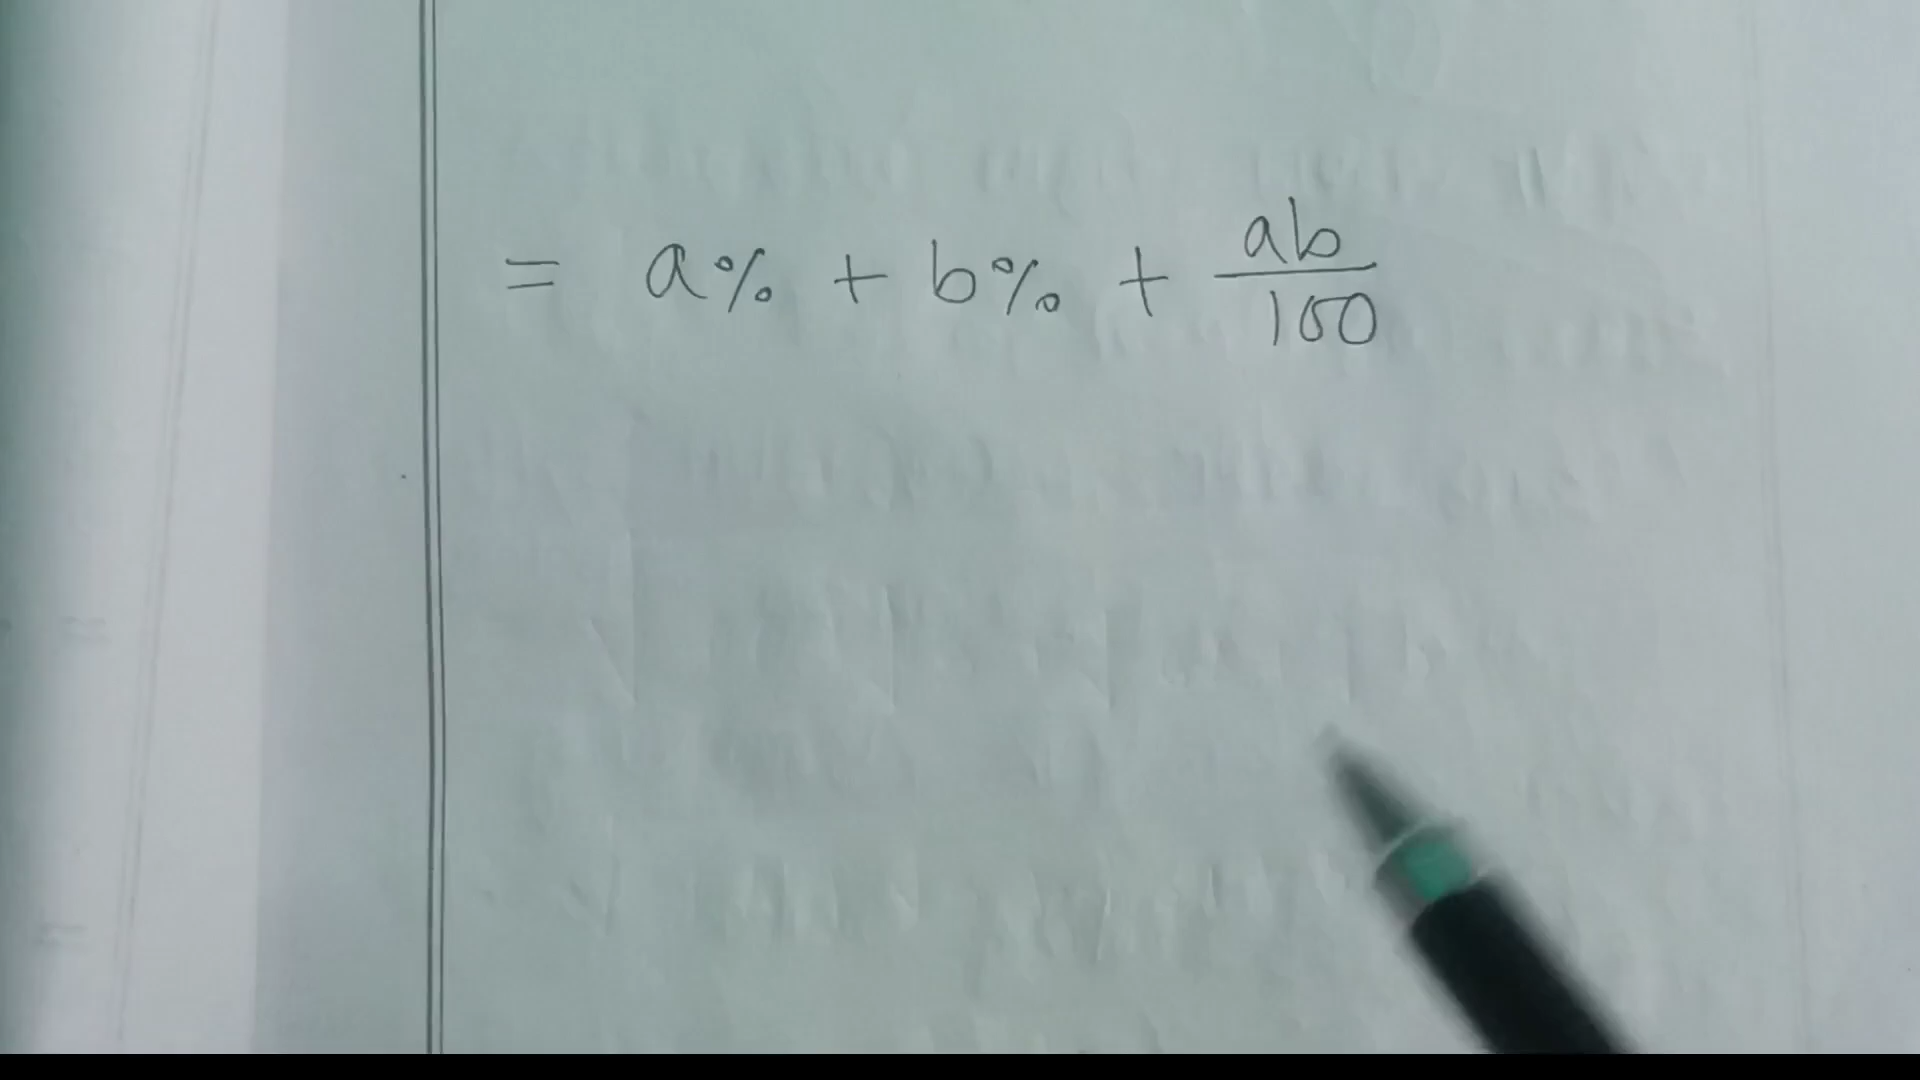 = a% + b% + ab/100